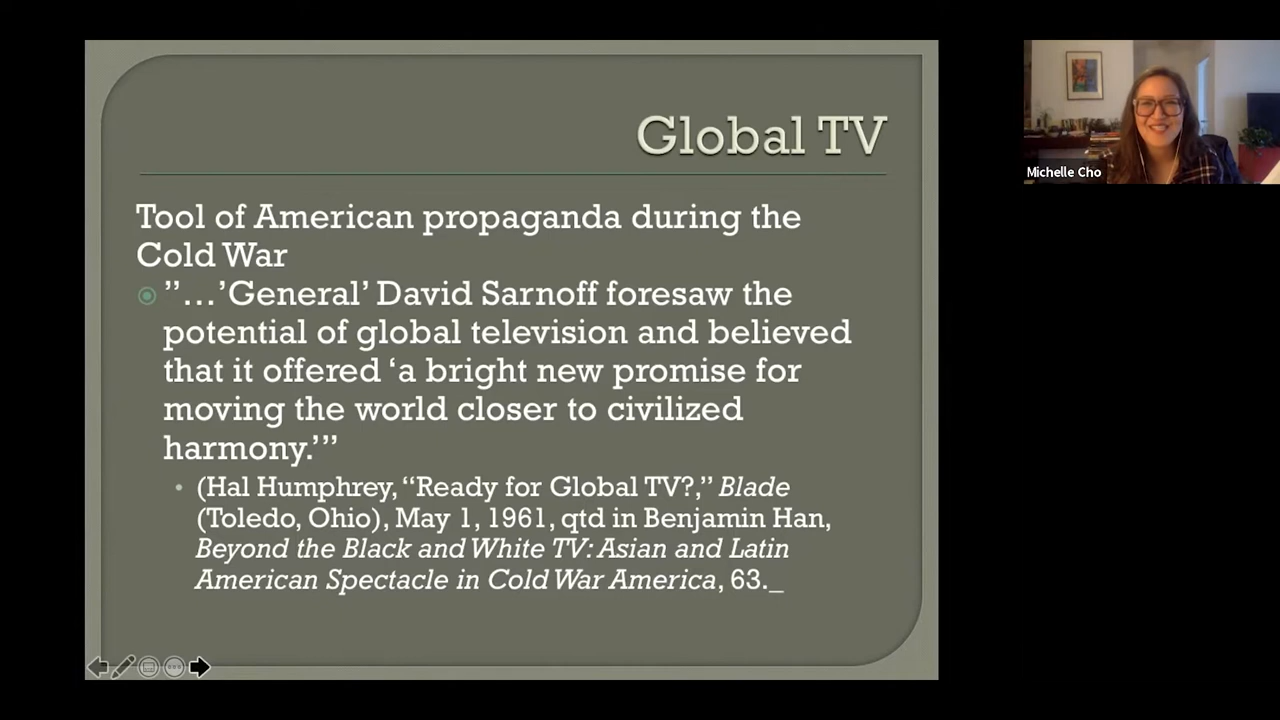 Global TV
Tool of American propaganda during the
Cold War
”…’General’ David Sarnoff foresaw the
potential of global television and believed
that it offered ‘a bright new promise for
moving the world closer to civilized
harmony.’”
(Hal Humphrey, “Ready for Global TV?,” Blade
(Toledo, Ohio), May 1, 1961, qtd in Benjamin Han,
Beyond the Black and White TV: Asian and Latin
American Spectacle in Cold War America, 63._
Michelle Cho